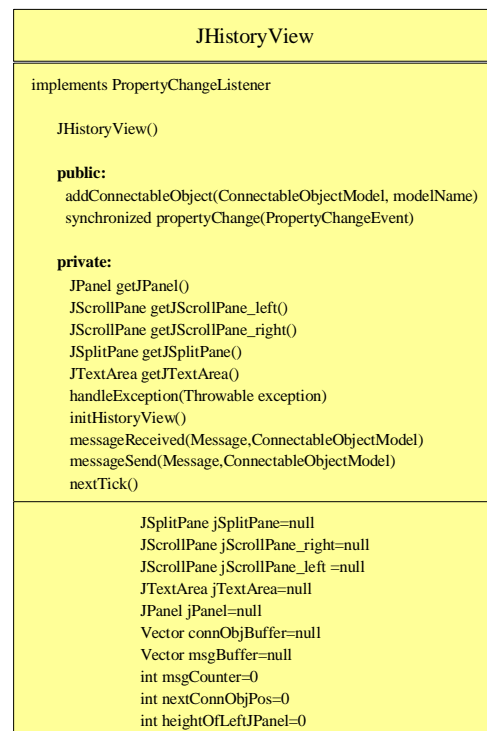 JHistoryView
implements PropertyChangeListener
JHistoryView()
public:
addConnectableObject(ConnectableObjectModel, modelName)
synchronized propertyChange(PropertyChangeEvent)
private:
JPanel getJPanel()
JScrollPane getJScrollPane_left()
JScrollPane getJScrollPane_right()
JSplitPane getJSplitPane()
JTextArea getJTextArea()
handleException(Throwable exception)
initHistoryView()
messageReceived(Message,ConnectableObjectModel)
messageSend(Message,ConnectableObjectModel)
nextTick()
JSplitPane jSplitPane=null
JScrollPane jScrollPane_right=null
JScrollPane jScrollPane_left =null
JTextArea jTextArea=null
JPanel jPanel=null
Vector connObjBuffer=null
Vector msgBuffer=null
int msgCounter=0
int nextConnObjPos=0
int heightOfLeftJPanel=0